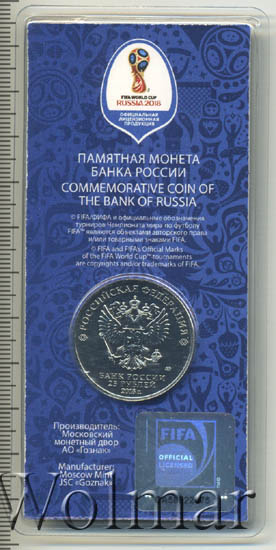 FIFA WORLD CUP
RUSSIA 2018
ОФИЦИАЛЬНАЯ
ЛИЦЕНЗИОННАЯ
ПРОДУКЦИЯ
ПАМЯТНАЯ МОНЕТА
БАНКА РОССИИ
COMMEMORATIVE COIN OF
THE BANK OF RUSSIA
© FIFA/ФИФА и официальные обозначения
турниров Чемпионата мира по футболу
FIFA™ являются объектами авторского права
и/или товарными знаками FIFA.
© FIFA and FIFA's Official Marks
of the FIFA World Cup™ tournaments
are copyrights and/or trademarks of FIFA.
РОССИЙСКАЯ ФЕДЕРАЦИЯ
БАНК РОССИИ
25 РУБЛЕЙ
2018 г.
Производитель:
Московский
монетный двор
АО «Гознак»
Manufacturer:
Moscow Mint
JSC «Goznak»
FIFA
OFFICIAL
LICENSED
Wolmar